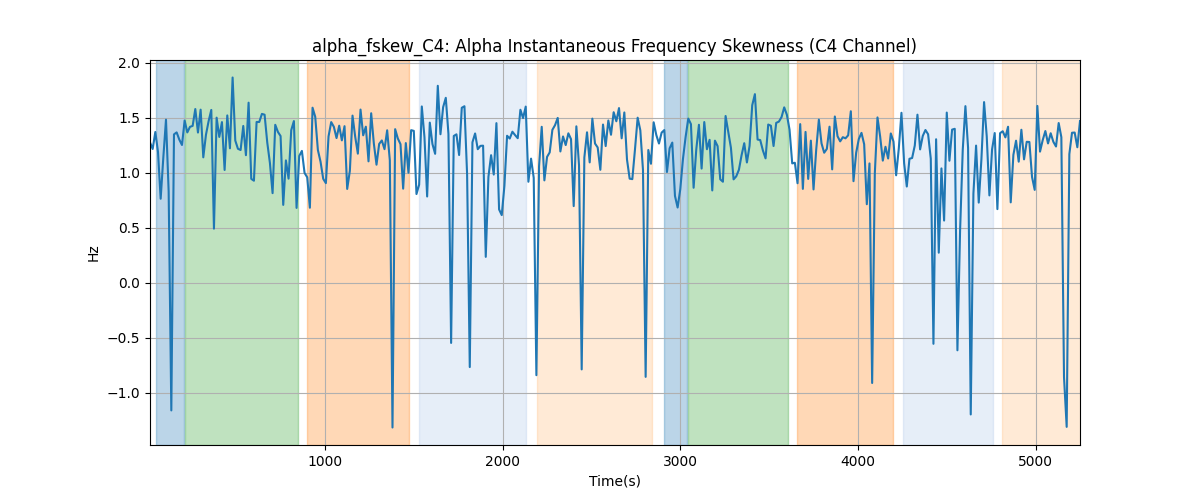 alpha_fskew_C4: Alpha Instantaneous Frequency Skewness (C4 Channel)
2.0
1.5
1.0
0.5
0.0
−0.5
−1.0
Hz
1000 2000 3000 4000 5000
Time(s)